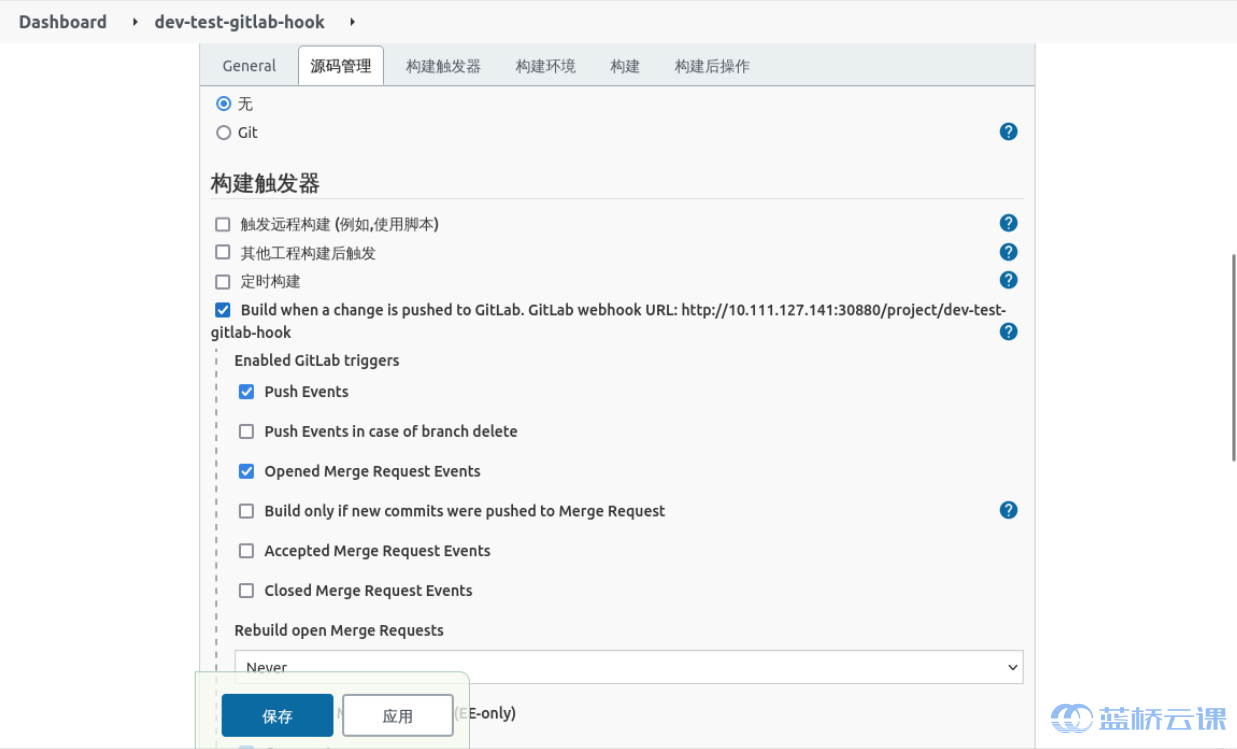 Dashboard dev-test-gitlab-hook
General 源码管理 构建触发器 构建环境 构建 构建后操作
无
Git
构建触发器
触发远程构建 (例如,使用脚本)
其他工程构建后触发
定时构建
Build when a change is pushed to GitLab. GitLab webhook URL: http://10.111.127.141:30880/project/dev-test-
gitlab-hook
Enabled GitLab triggers
Push Events
Push Events in case of branch delete
Opened Merge Request Events
Build only if new commits were pushed to Merge Request
Accepted Merge Request Events
Closed Merge Request Events
Rebuild open Merge Requests
Never
保存 应用 (EE-only)
蓝桥云课